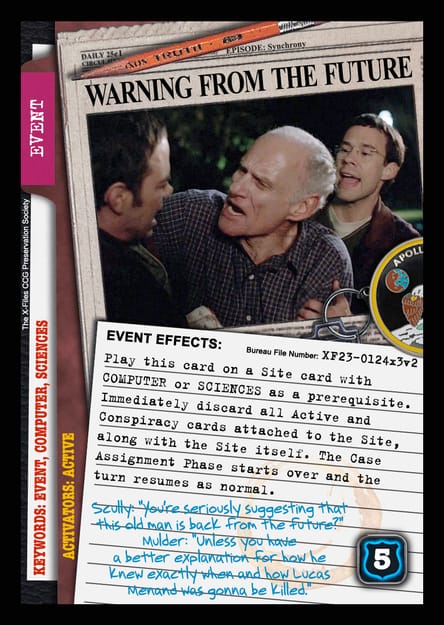 DAILY 25¢
EPISODE: Synchrony
WARNING FROM THE FUTURE
EVENT
The X-Files CCG Preservation Society
KEYWORDS: EVENT, COMPUTER, SCIENCES
ACTIVATORS: ACTIVE
APOLL
EVENT EFFECTS:
Bureau File Number: XF23-0124x3v2
Play this card on a Site card with
COMPUTER or SCIENCES as a prerequisite.
Immediately discard all Active and
Conspiracy cards attached to the Site,
along with the Site itself. The Case
Assignment Phase starts over and the
turn resumes as normal.
Scully: "You're seriously suggesting that
this old man is back from the future?"
Mulder: "Unless you have
a better explanation for how he
knew exactly when and how Lucas
Menand was gonna be killed."
5